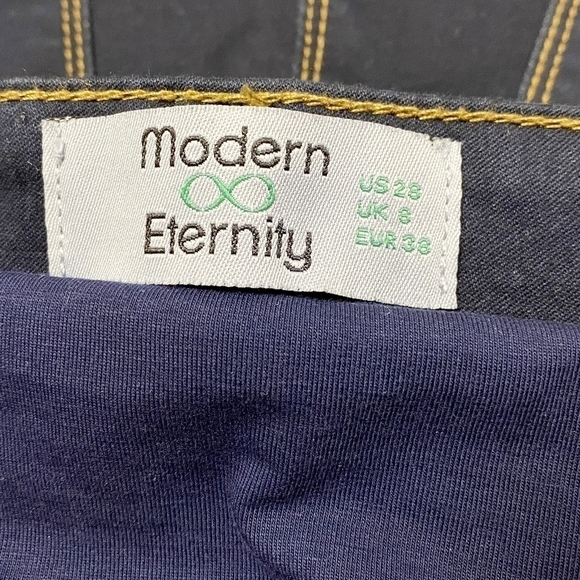 Modern
Eternity
US 28
UK 8
EUR 38